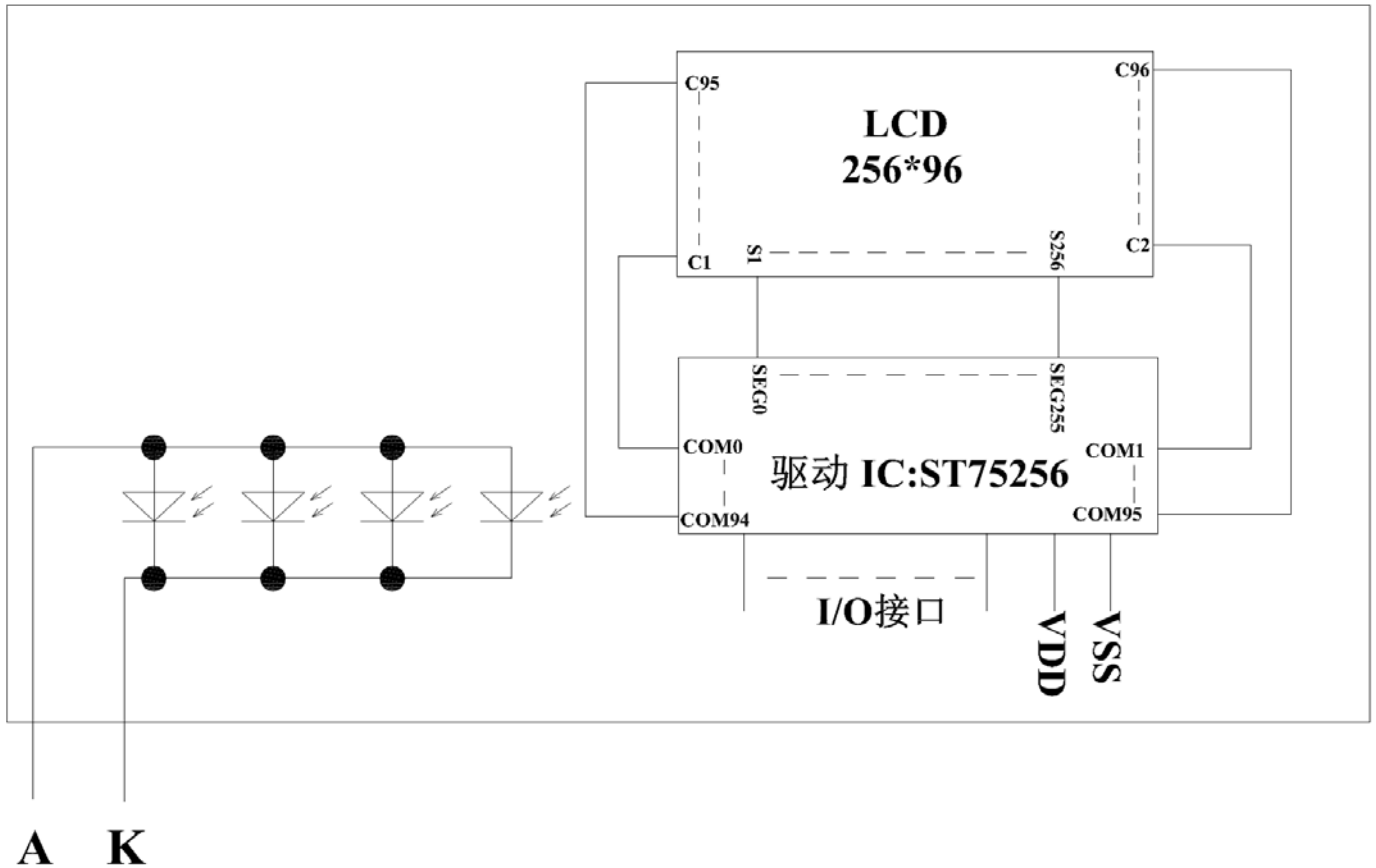 C95
C96
LCD
256*96
C1
S1
S256
C2
SEG0
SEG255
COM0
COM1
驱动 IC:ST75256
COM94
COM95
I/O接口
VDD
VSS
A
K